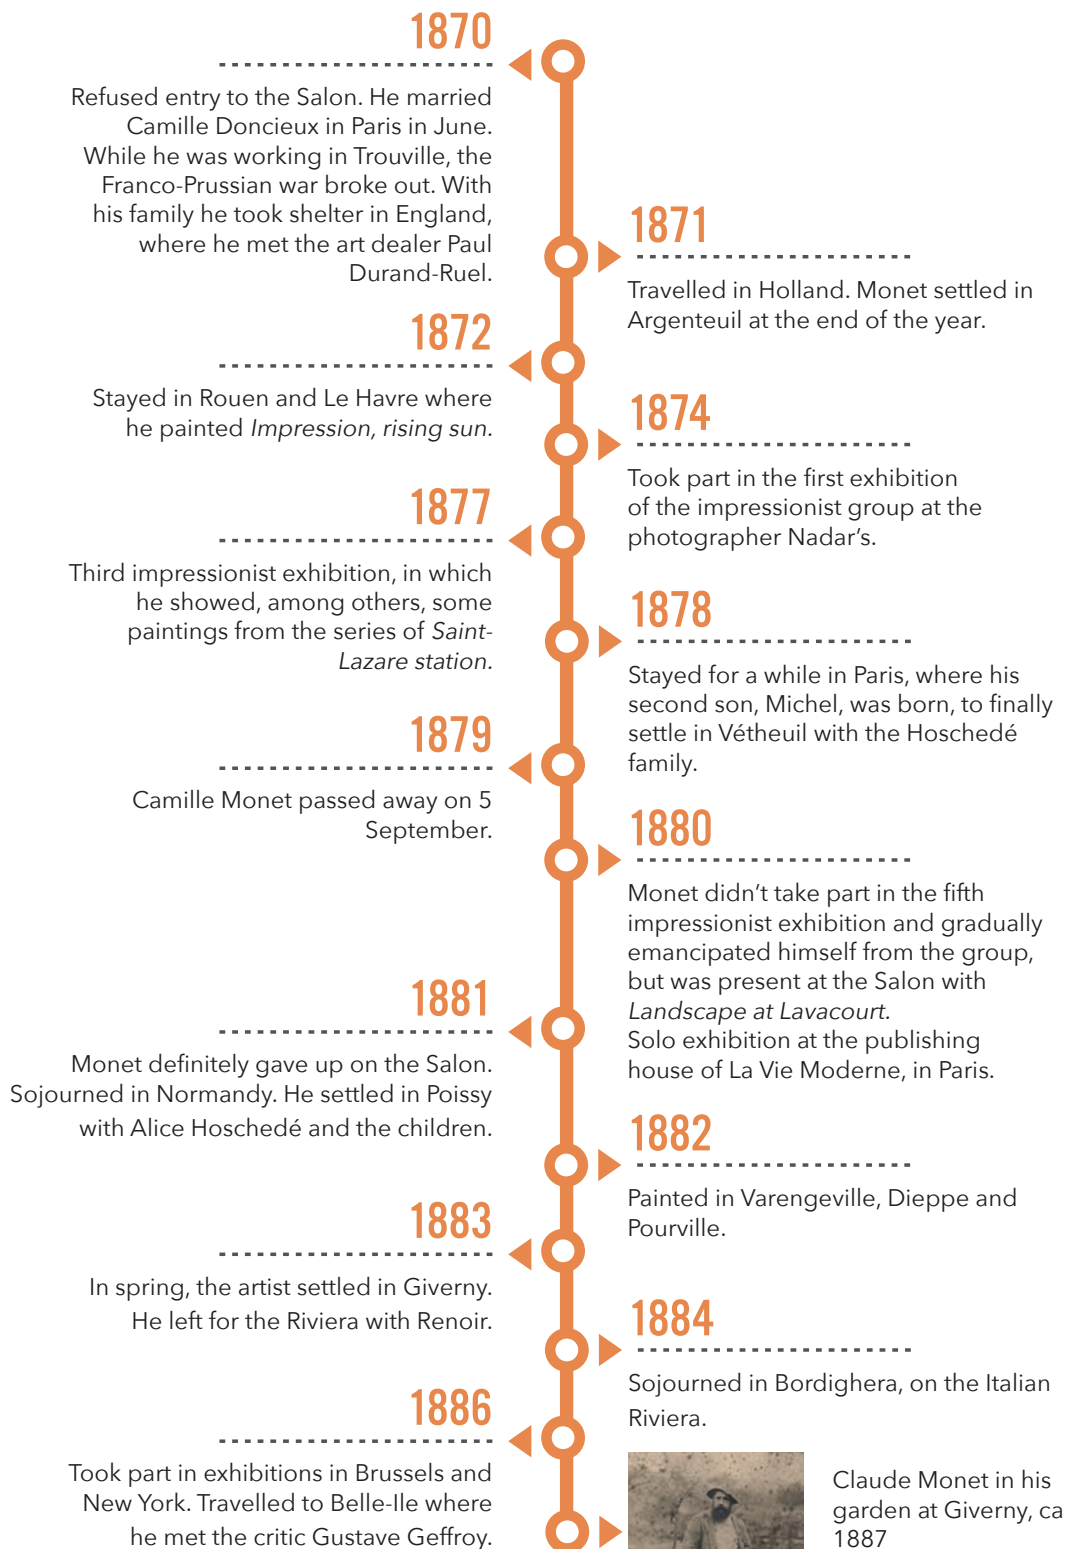 1870
Refused entry to the Salon. He married
Camille Doncieux in Paris in June.
While he was working in Trouville, the
Franco-Prussian war broke out. With
his family he took shelter in England,
where he met the art dealer Paul
Durand-Ruel.
1871
Travelled in Holland. Monet settled in
Argenteuil at the end of the year.
1872
Stayed in Rouen and Le Havre where
he painted Impression, rising sun.
1874
Took part in the first exhibition
of the impressionist group at the
photographer Nadar’s.
1877
Third impressionist exhibition, in which
he showed, among others, some
paintings from the series of Saint-
Lazare station.
1878
Stayed for a while in Paris, where his
second son, Michel, was born, to finally
settle in Vétheuil with the Hoschedé
family.
1879
Camille Monet passed away on 5
September.
1880
Monet didn’t take part in the fifth
impressionist exhibition and gradually
emancipated himself from the group,
but was present at the Salon with
Landscape at Lavacourt.
Solo exhibition at the publishing
house of La Vie Moderne, in Paris.
1881
Monet definitely gave up on the Salon.
Sojourned in Normandy. He settled in Poissy
with Alice Hoschedé and the children.
1882
Painted in Varengeville, Dieppe and
Pourville.
1883
In spring, the artist settled in Giverny.
He left for the Riviera with Renoir.
1884
Sojourned in Bordighera, on the Italian
Riviera.
1886
Took part in exhibitions in Brussels and
New York. Travelled to Belle-Ile where
he met the critic Gustave Geffroy.
Claude Monet in his
garden at Giverny, ca
1887